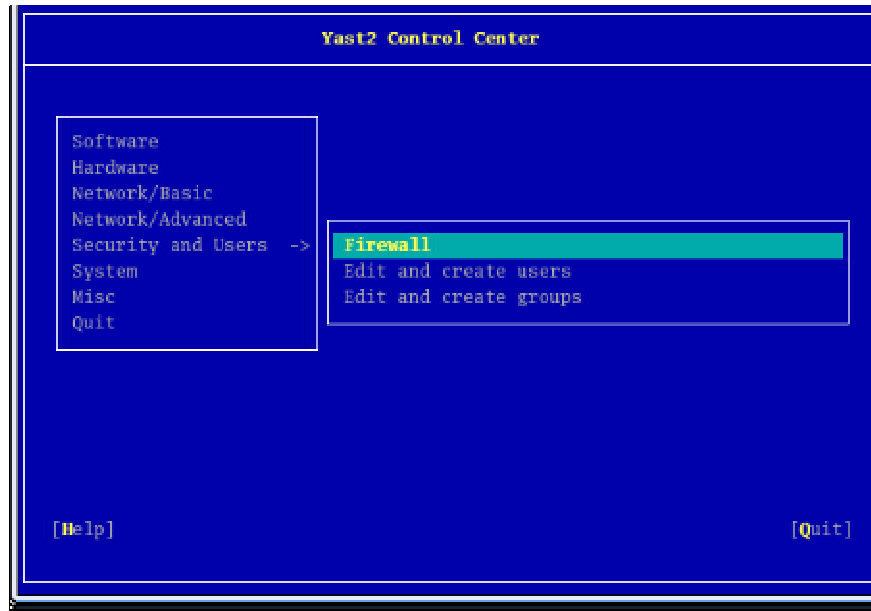 Yast2 Control Center
Software
Hardware
Network/Basic
Network/Advanced
Security and Users ->
System
Misc
Quit
Firewall
Edit and create users
Edit and create groups
[Help]
[Quit]